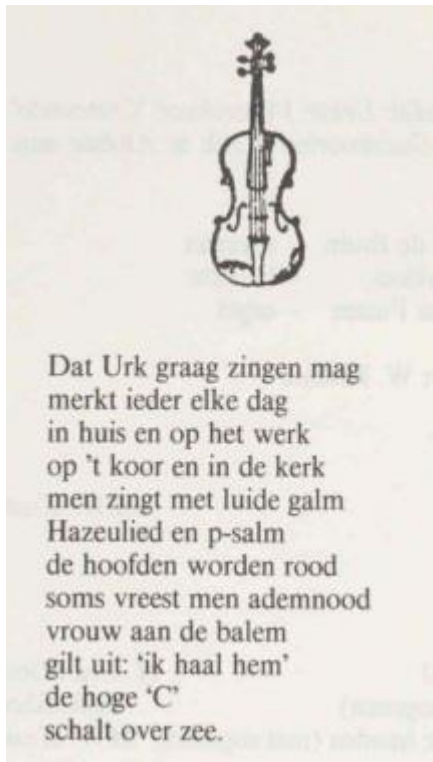 Dat Urk graag zingen mag
merkt ieder elke dag
in huis en op het werk
op 't koor en in de kerk
men zingt met luide galm
Hazeulied en p-salm
de hoofden worden rood
soms vreest men ademnood
vrouw aan de balem
gilt uit: 'ik haal hem'
de hoge 'C'
schalt over zee.